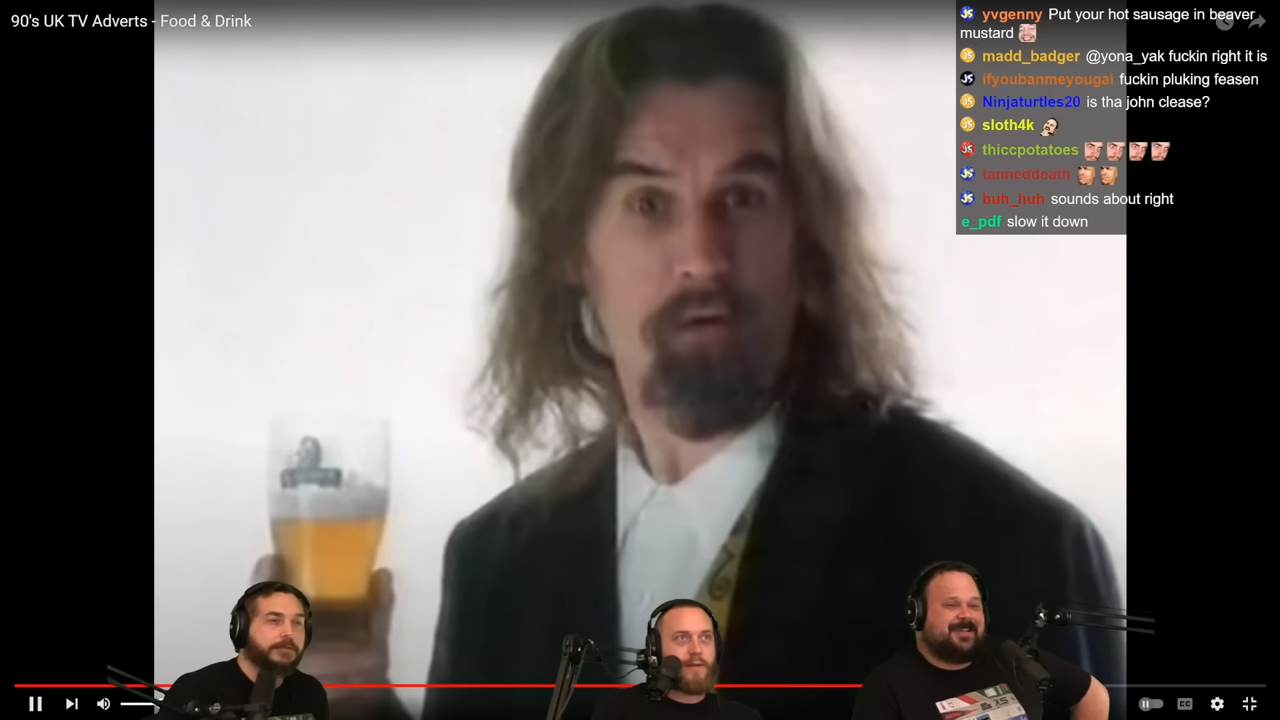 90's UK TV Adverts - Food & Drink
yvgenny Put your hot sausage in beaver
mustard
madd_badger @yona_yak fuckin right it is
ifyoubanmeyougai fuckin pluking feasen
Ninjaturtles20 is tha john clease?
sloth4k
thiccpotatoes
tanneddeath
buh_huh sounds about right
e_pdf slow it down